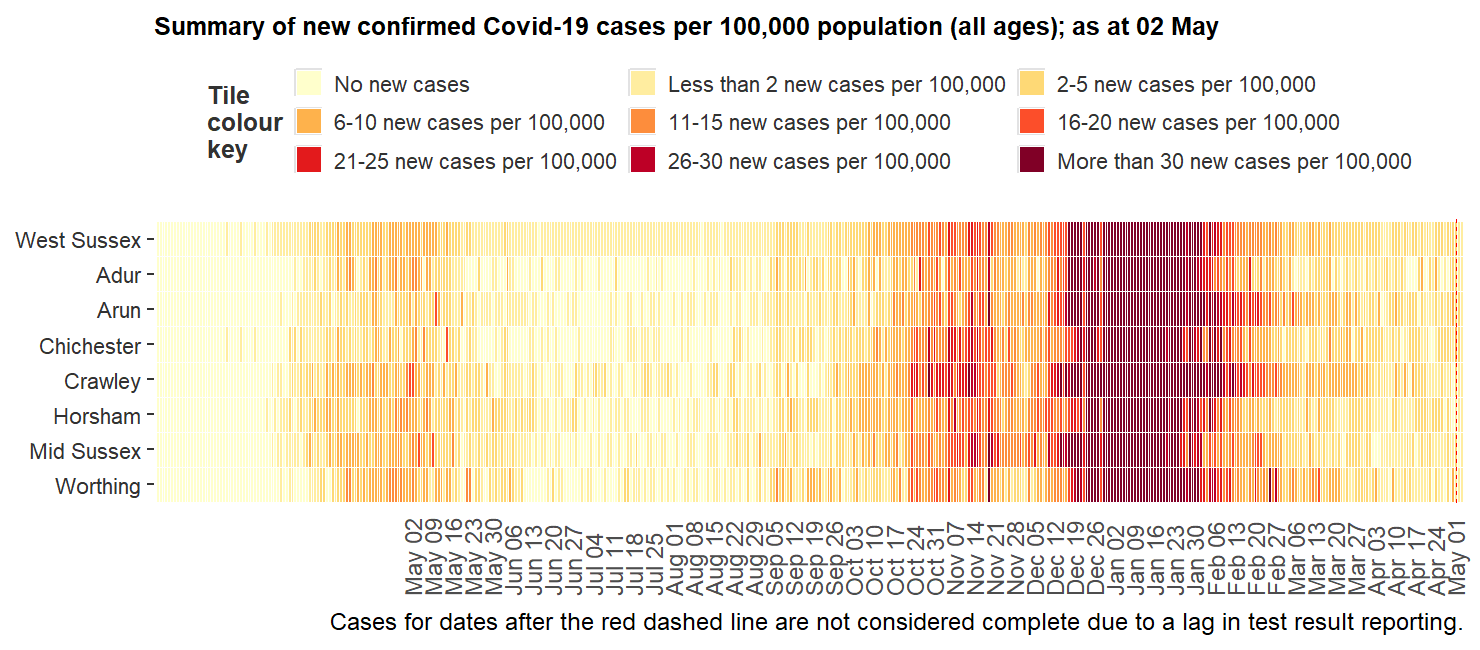 Summary of new confirmed Covid-19 cases per 100,000 population (all ages); as at 02 May
Tile
colour
key
No new cases
Less than 2 new cases per 100,000
2-5 new cases per 100,000
6-10 new cases per 100,000
11-15 new cases per 100,000
16-20 new cases per 100,000
21-25 new cases per 100,000
26-30 new cases per 100,000
More than 30 new cases per 100,000
West Sussex
Adur
Arun
Chichester
Crawley
Horsham
Mid Sussex
Worthing
May 02
May 09
May 16
May 23
May 30
Jun 06
Jun 13
Jun 20
Jun 27
Jul 04
Jul 11
Jul 18
Jul 25
Aug 01
Aug 08
Aug 15
Aug 22
Aug 29
Sep 05
Sep 12
Sep 19
Sep 26
Oct 03
Oct 10
Oct 17
Oct 24
Oct 31
Nov 07
Nov 14
Nov 21
Nov 28
Dec 05
Dec 12
Dec 19
Dec 26
Jan 02
Jan 09
Jan 16
Jan 23
Jan 30
Feb 06
Feb 13
Feb 20
Feb 27
Mar 06
Mar 13
Mar 20
Mar 27
Apr 03
Apr 10
Apr 17
Apr 24
May 01
Cases for dates after the red dashed line are not considered complete due to a lag in test result reporting.